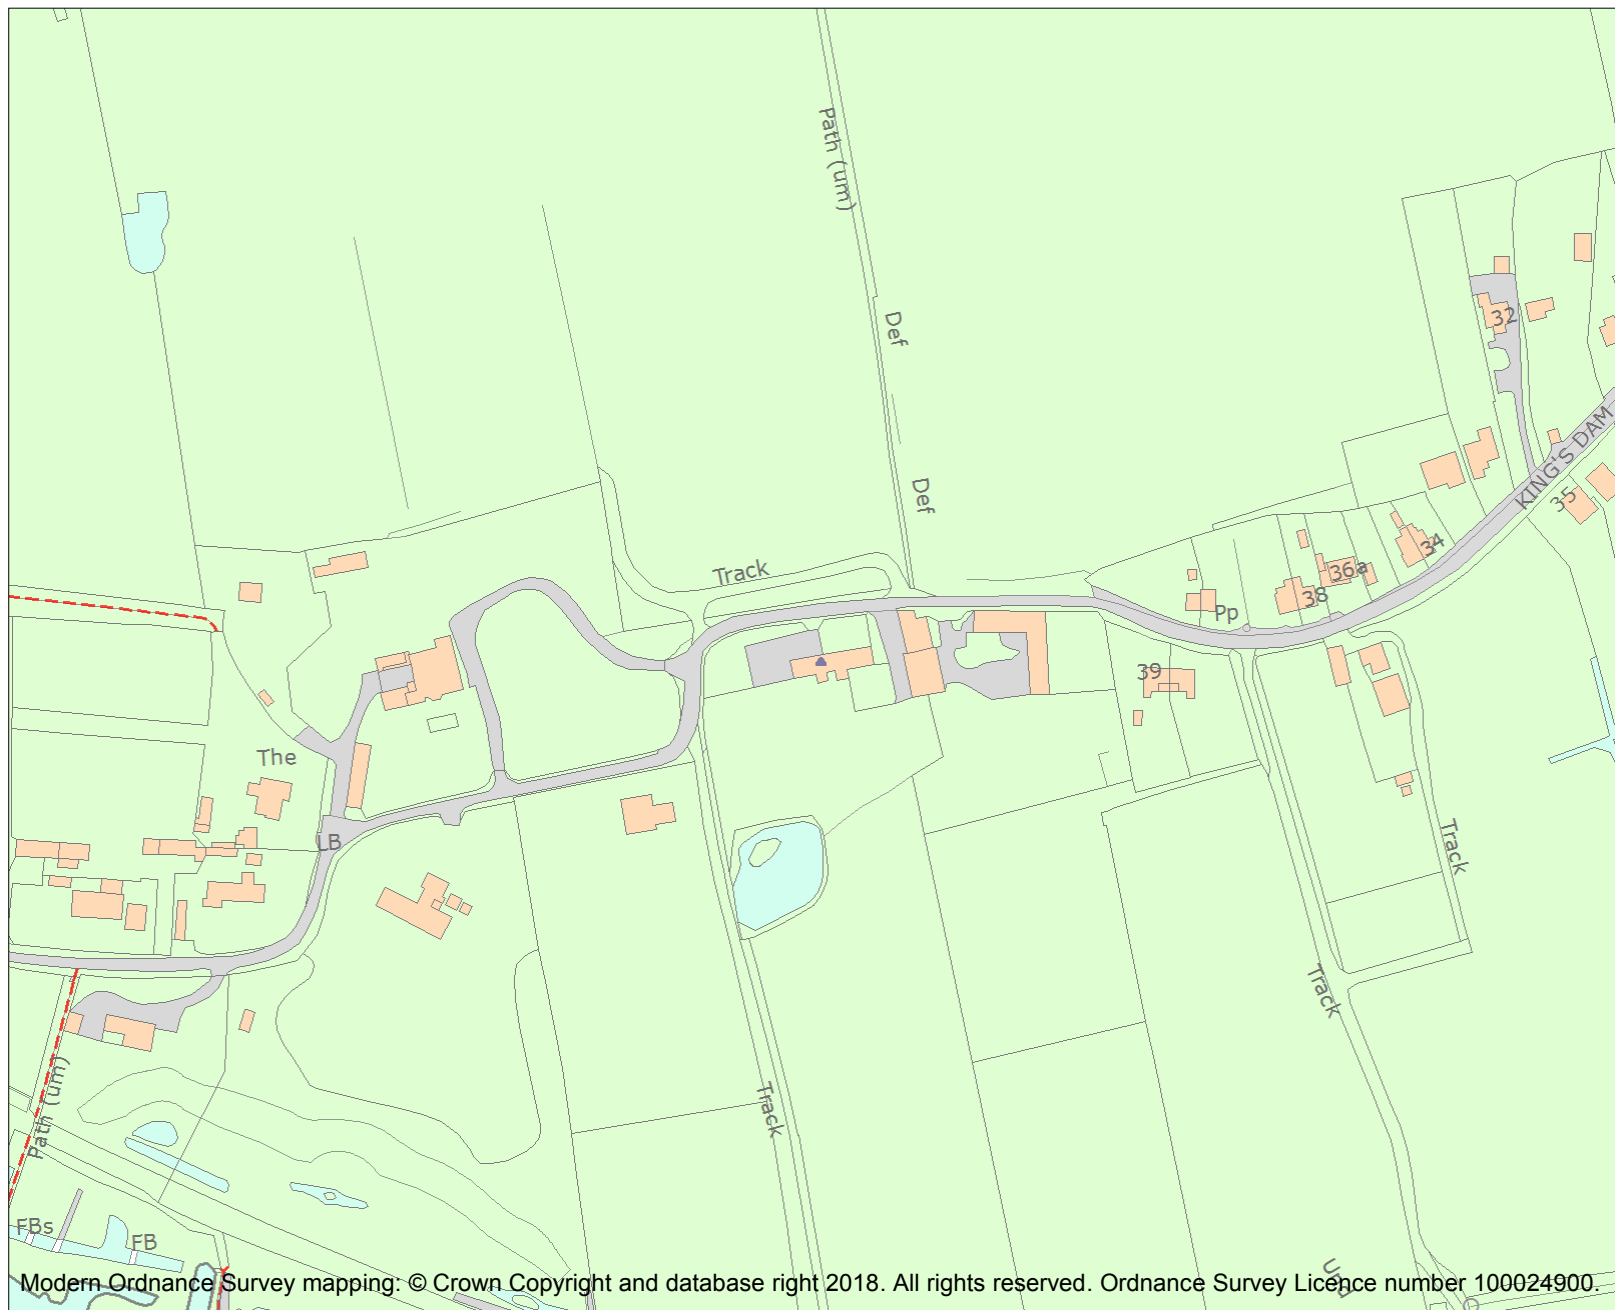 Path (um)
Def
32
KING'S DAM
Def
35
34
Track
36a
38
Pp
39
The
LB
Track
Track
Track
Path (um)
FBs
FB
Und
Modern Ordnance Survey mapping: © Crown Copyright and database right 2018. All rights reserved. Ordnance Survey Licence number 100024900.